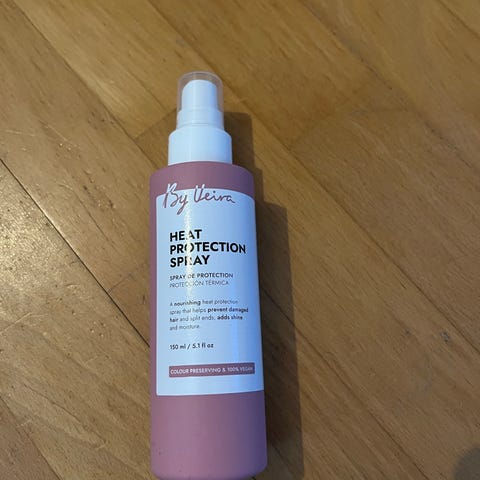 By Veira
HEAT
PROTECTION
SPRAY
SPRAY DE PROTECTION
PROTECCIÓN TÉRMICA
A nourishing heat protection
spray that helps prevent damaged
hair and split ends, adds shine
and moisture.
150 ml / 5.1 fl oz
COLOUR PRESERVING & 100% VEGAN